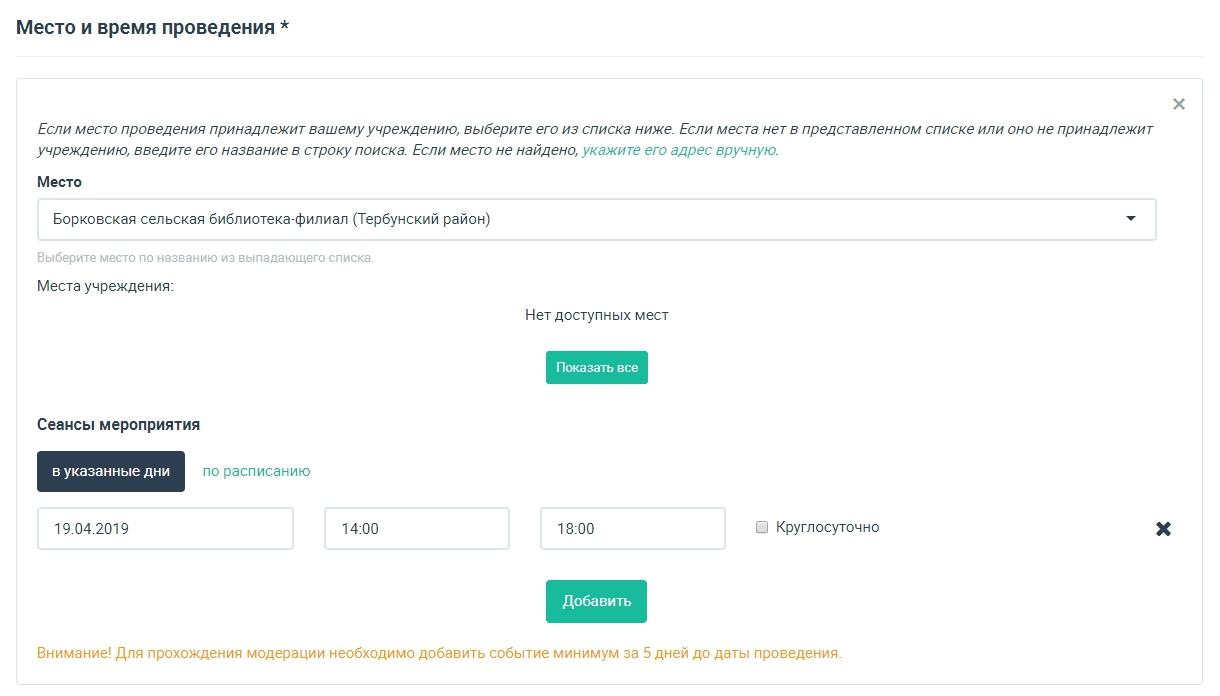 Место и время проведения *
Если место проведения принадлежит вашему учреждению, выберите его из списка ниже. Если места нет в представленном списке или оно не принадлежит
учреждению, введите его название в строку поиска. Если место не найдено, укажите его адрес вручную.
Место
Борковская сельская библиотека-филиал (Тербунский район)
Выберите место по названию из выпадающего списка.
Места учреждения:
Нет доступных мест
Показать все
Сеансы мероприятия
в указанные дни по расписанию
19.04.2019 14:00 18:00 Круглосуточно
Добавить
Внимание! Для прохождения модерации необходимо добавить событие минимум за 5 дней до даты проведения.